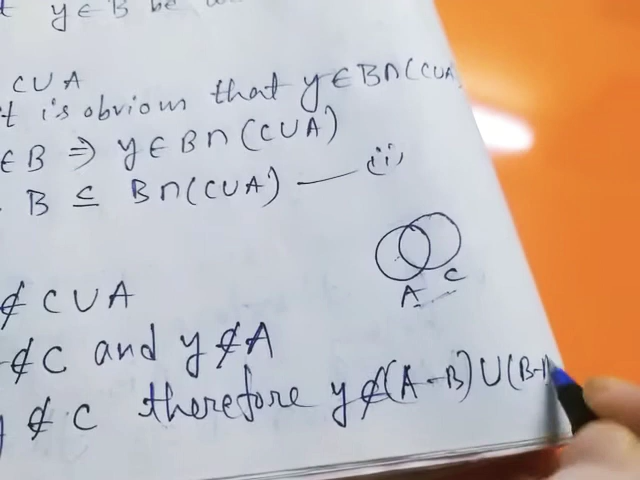 y ∈ B be
C ∪ A
t is obvious that y ∈ B ∩ (C ∪ A
∈ B ⇒ y ∈ B ∩ (C ∪ A)
B ⊆ B ∩ (C ∪ A) — (ii)
∉ C ∪ A
A C
∉ C and y ∉ A
y ∉ C therefore y ∉ (A - B) ∪ (B -